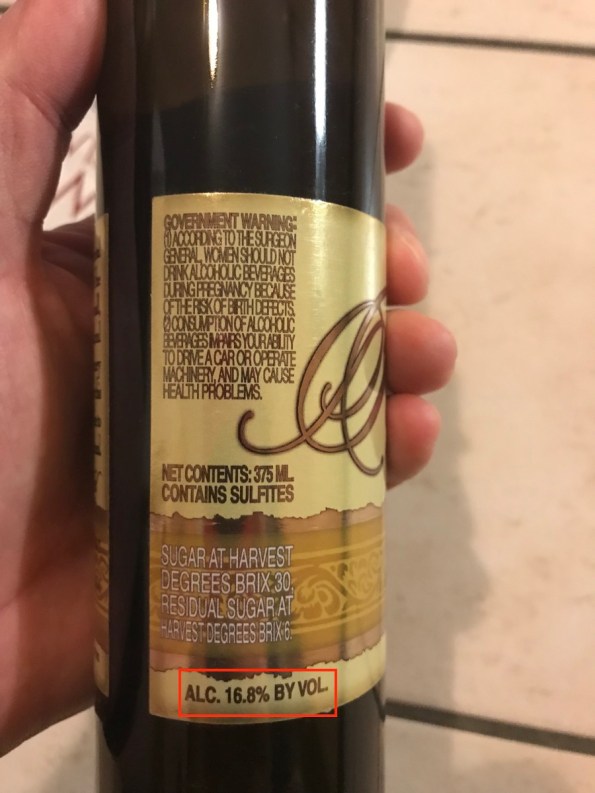 GOVERNMENT WARNING:
(1) ACCORDING TO THE SURGEON
GENERAL, WOMEN SHOULD NOT
DRINK ALCOHOLIC BEVERAGES
DURING PREGNANCY BECAUSE
OF THE RISK OF BIRTH DEFECTS.
(2) CONSUMPTION OF ALCOHOLIC
BEVERAGES IMPAIRS YOUR ABILITY
TO DRIVE A CAR OR OPERATE
MACHINERY, AND MAY CAUSE
HEALTH PROBLEMS.
NET CONTENTS: 375 ML
CONTAINS SULFITES
SUGAR AT HARVEST
DEGREES BRIX 30.
RESIDUAL SUGAR AT
HARVEST DEGREES BRIX 6.
ALC. 16.8% BY VOL.